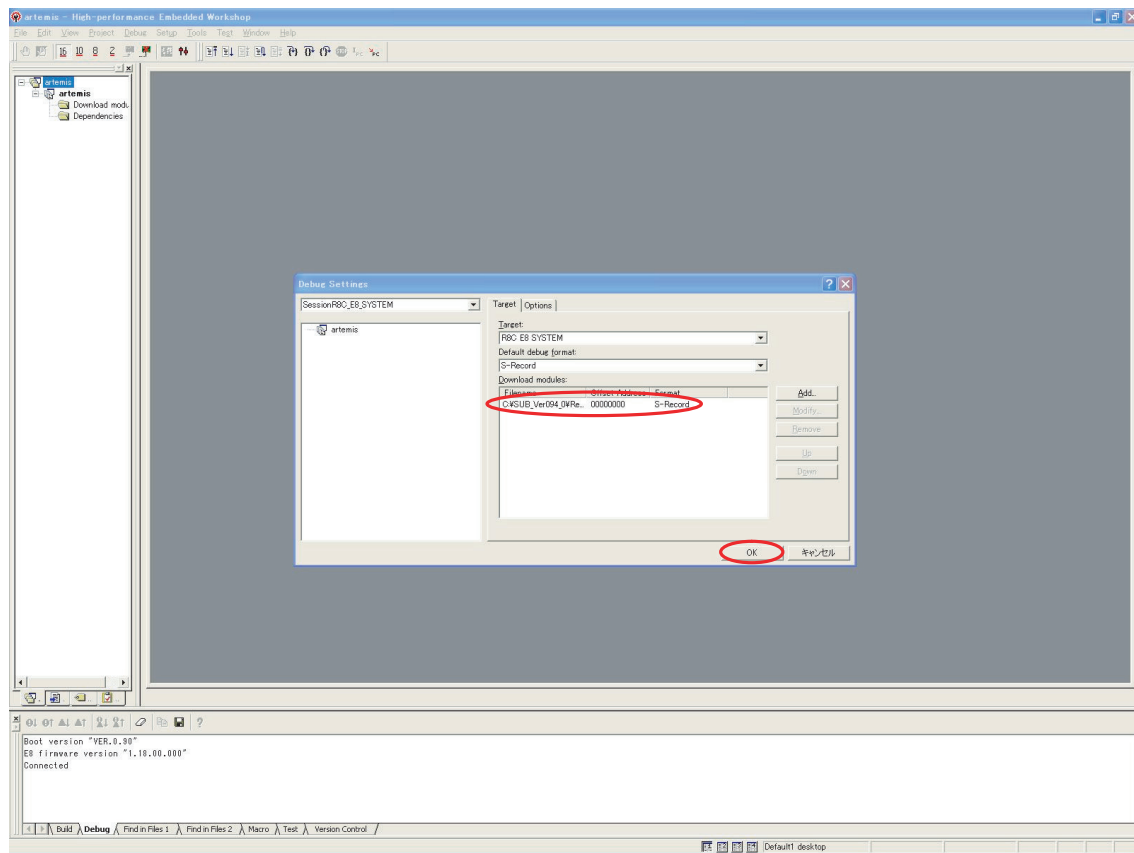 artemis - High-performance Embedded Workshop
File Edit View Project Debug Setup Tools Test Window Help
16 10 8 2
artemis
artemis
Download modu
Dependencies
Debug Settings
SessionR8C_E8_SYSTEM
artemis
Target Options
Target:
R8C E8 SYSTEM
Default debug format:
S-Record
Download modules:
Filename Offset Address Format
C:¥SUB_Ver094_0¥Re... 00000000 S-Record
Add...
Modify...
Remove
Up
Down
OK キャンセル
Boot version "VER.0.90"
E8 firmware version "1.18.00.000"
Connected
Build Debug Find in Files 1 Find in Files 2 Macro Test Version Control
Default1 desktop